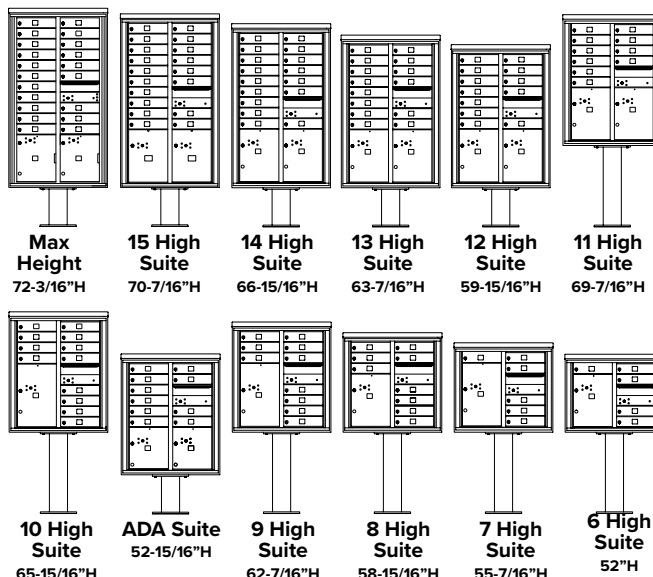 Max
Height
72-3/16”H
15 High
Suite
70-7/16”H
14 High
Suite
66-15/16”H
13 High
Suite
63-7/16”H
12 High
Suite
59-15/16”H
11 High
Suite
69-7/16”H
10 High
Suite
65-15/16”H
ADA Suite
52-15/16”H
9 High
Suite
62-7/16”H
8 High
Suite
58-15/16”H
7 High
Suite
55-7/16”H
6 High
Suite
52”H